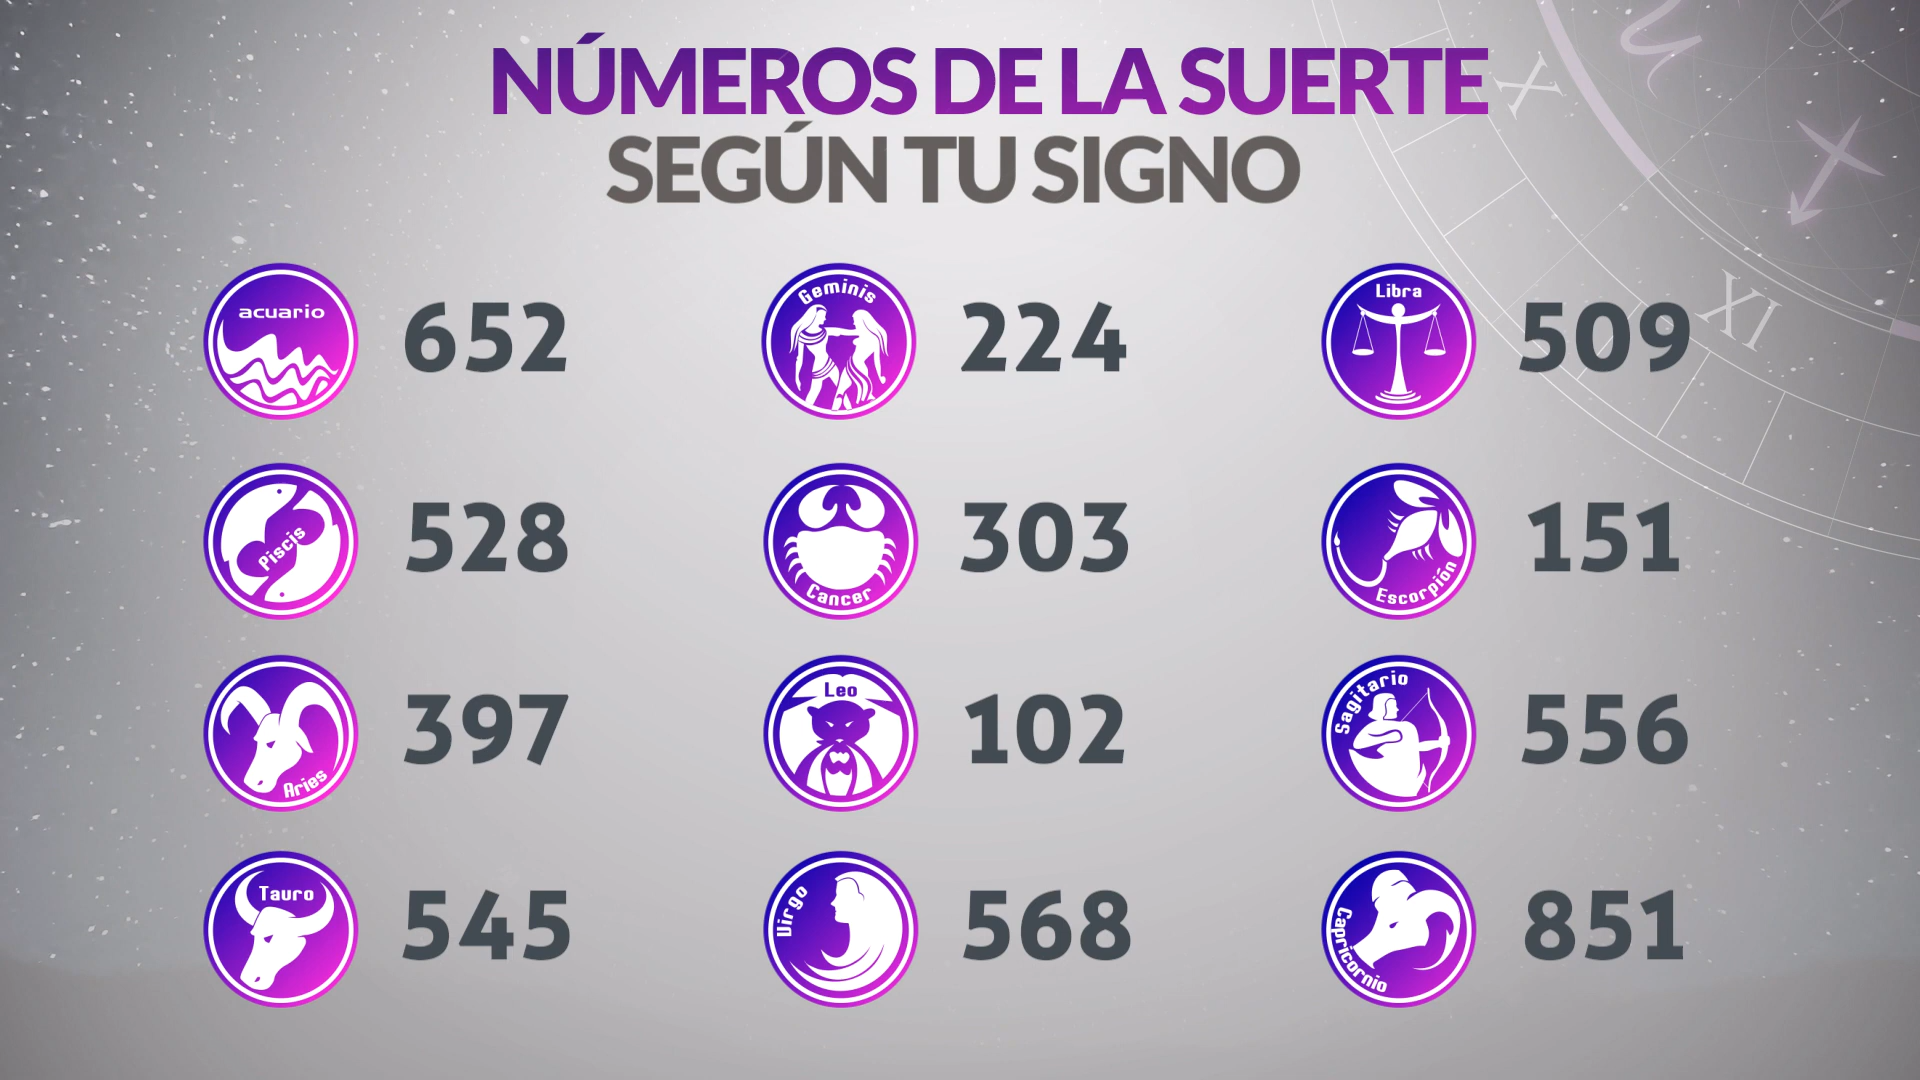 NÚMEROS DE LA SUERTE
SEGÚN TU SIGNO
acuario 652
Geminis 224
Libra 509
Piscis 528
Cancer 303
Escorpión 151
Aries 397
Leo 102
Sagitario 556
Tauro 545
Virgo 568
Capricornio 851
X
XI